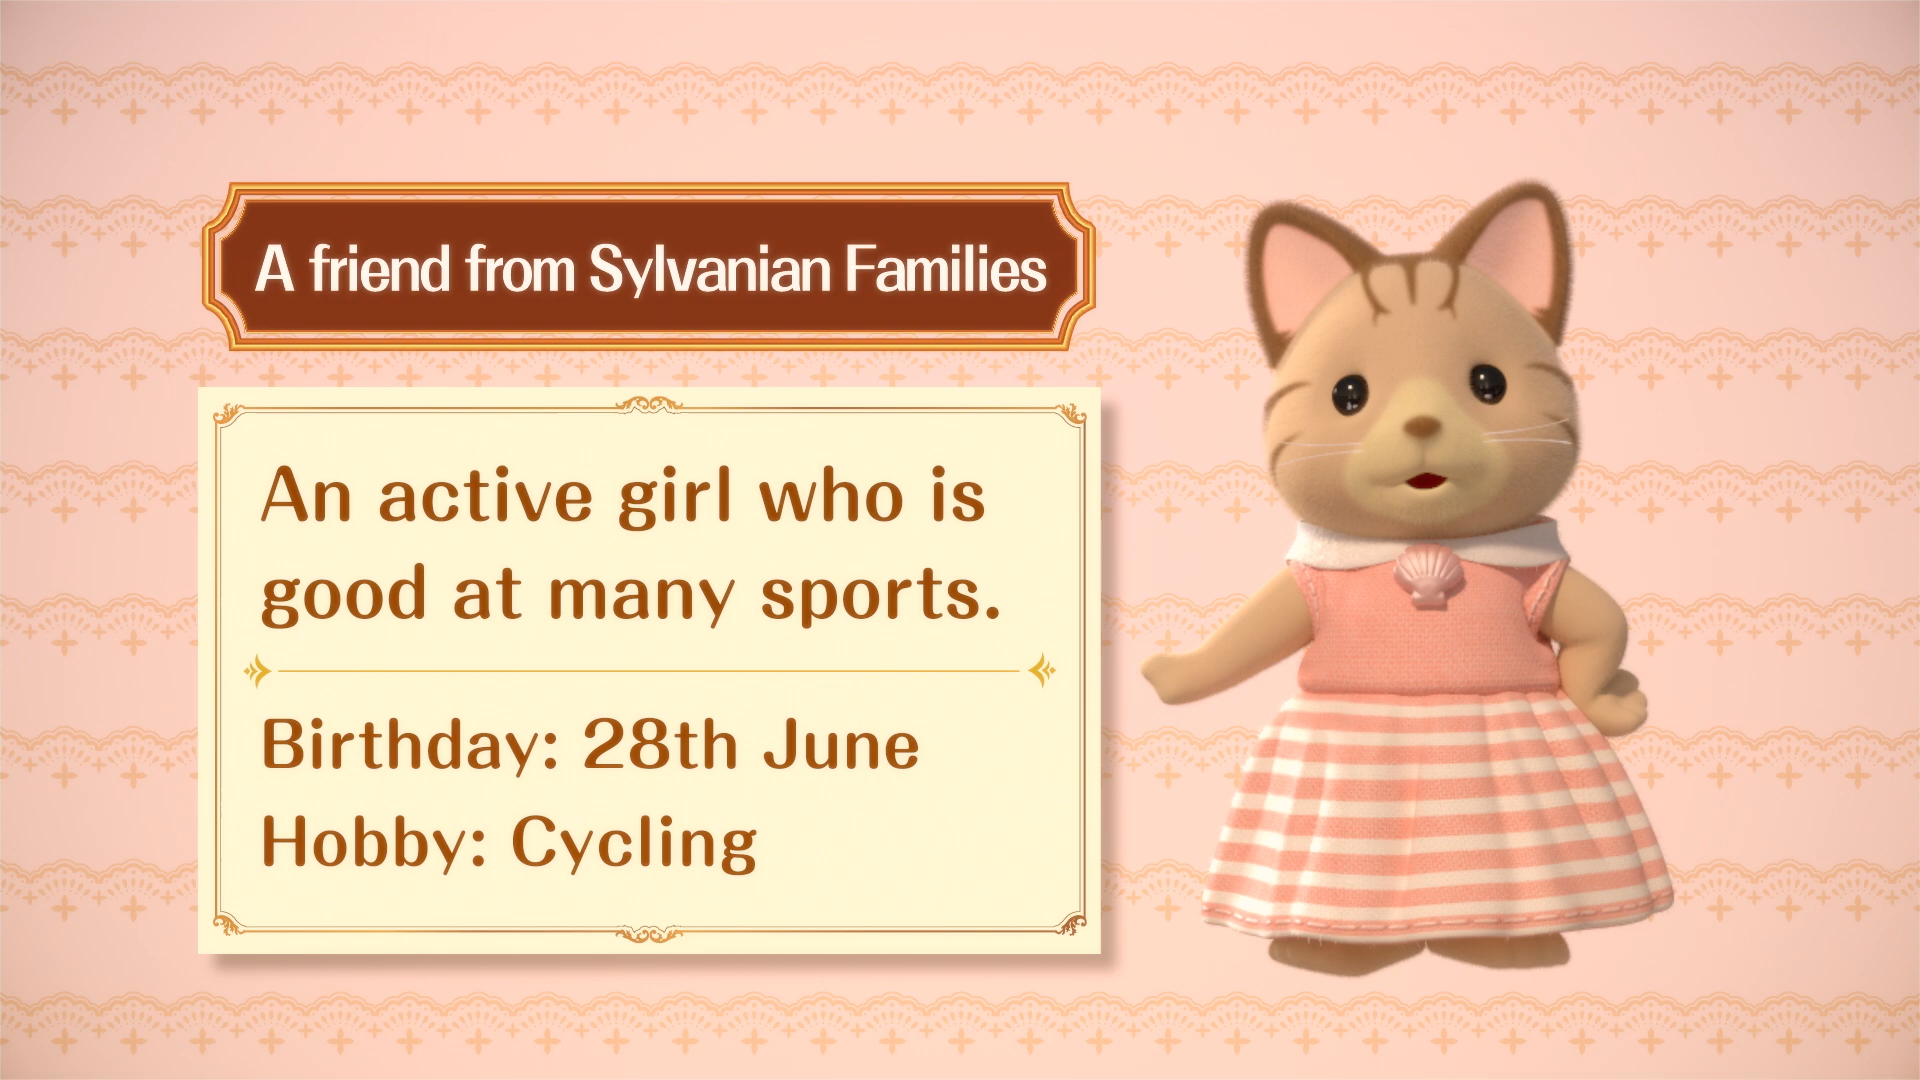 A friend from Sylvanian Families
An active girl who is
good at many sports.
Birthday: 28th June
Hobby: Cycling